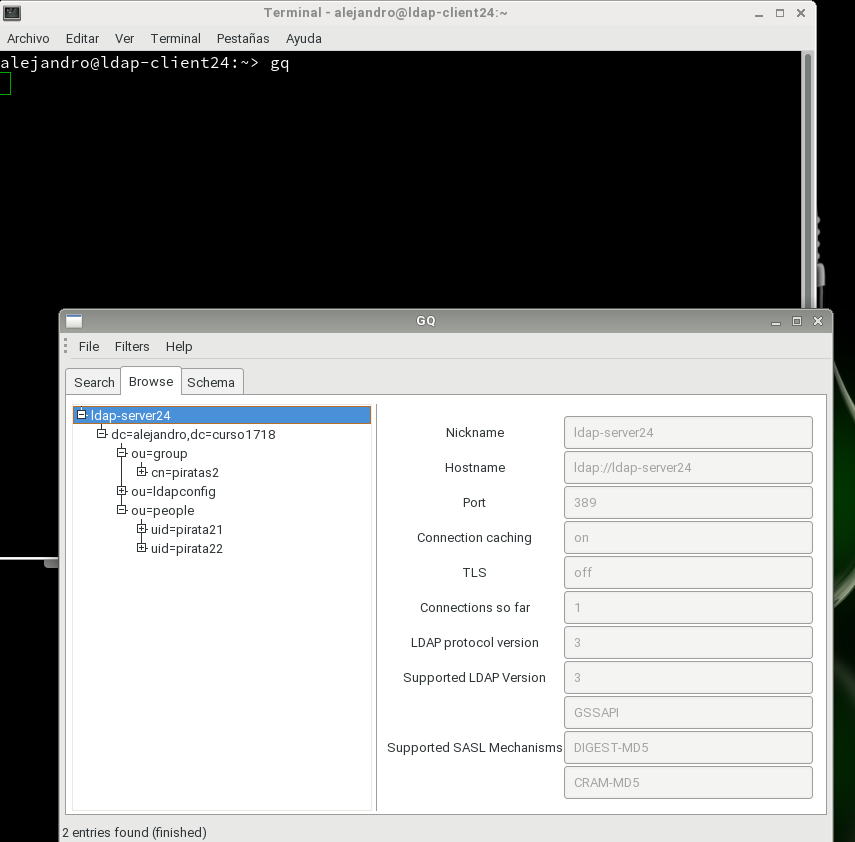 Terminal - alejandro@ldap-client24:~
Archivo Editar Ver Terminal Pestañas Ayuda
alejandro@ldap-client24:~> gq
GQ
File Filters Help
Search Browse Schema
ldap-server24
dc=alejandro,dc=curso1718
ou=group
cn=piratas2
ou=ldapconfig
ou=people
uid=pirata21
uid=pirata22
Nickname ldap-server24
Hostname ldap://ldap-server24
Port 389
Connection caching on
TLS off
Connections so far 1
LDAP protocol version 3
Supported LDAP Version 3
GSSAPI
Supported SASL Mechanisms DIGEST-MD5
CRAM-MD5
2 entries found (finished)